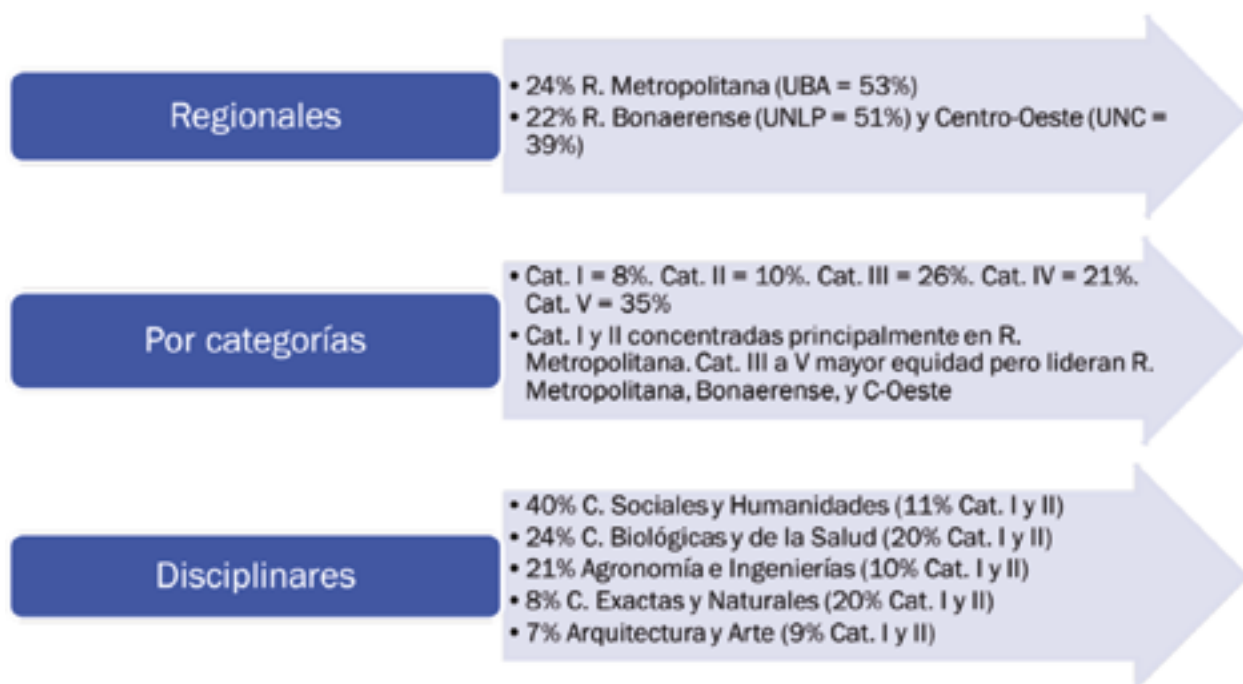 Regionales
• 24% R. Metropolitana (UBA = 53%)
• 22% R. Bonaerense (UNLP = 51%) y Centro-Oeste (UNC =
39%)
Por categorías
• Cat. I = 8%. Cat. II = 10%. Cat. III = 26%. Cat. IV = 21%.
Cat. V = 35%
• Cat. I y II concentradas principalmente en R.
Metropolitana. Cat. III a V mayor equidad pero lideran R.
Metropolitana, Bonaerense, y C-Oeste
Disciplinares
• 40% C. Sociales y Humanidades (11% Cat. I y II)
• 24% C. Biológicas y de la Salud (20% Cat. I y II)
• 21% Agronomía e Ingenierías (10% Cat. I y II)
• 8% C. Exactas y Naturales (20% Cat. I y II)
• 7% Arquitectura y Arte (9% Cat. I y II)